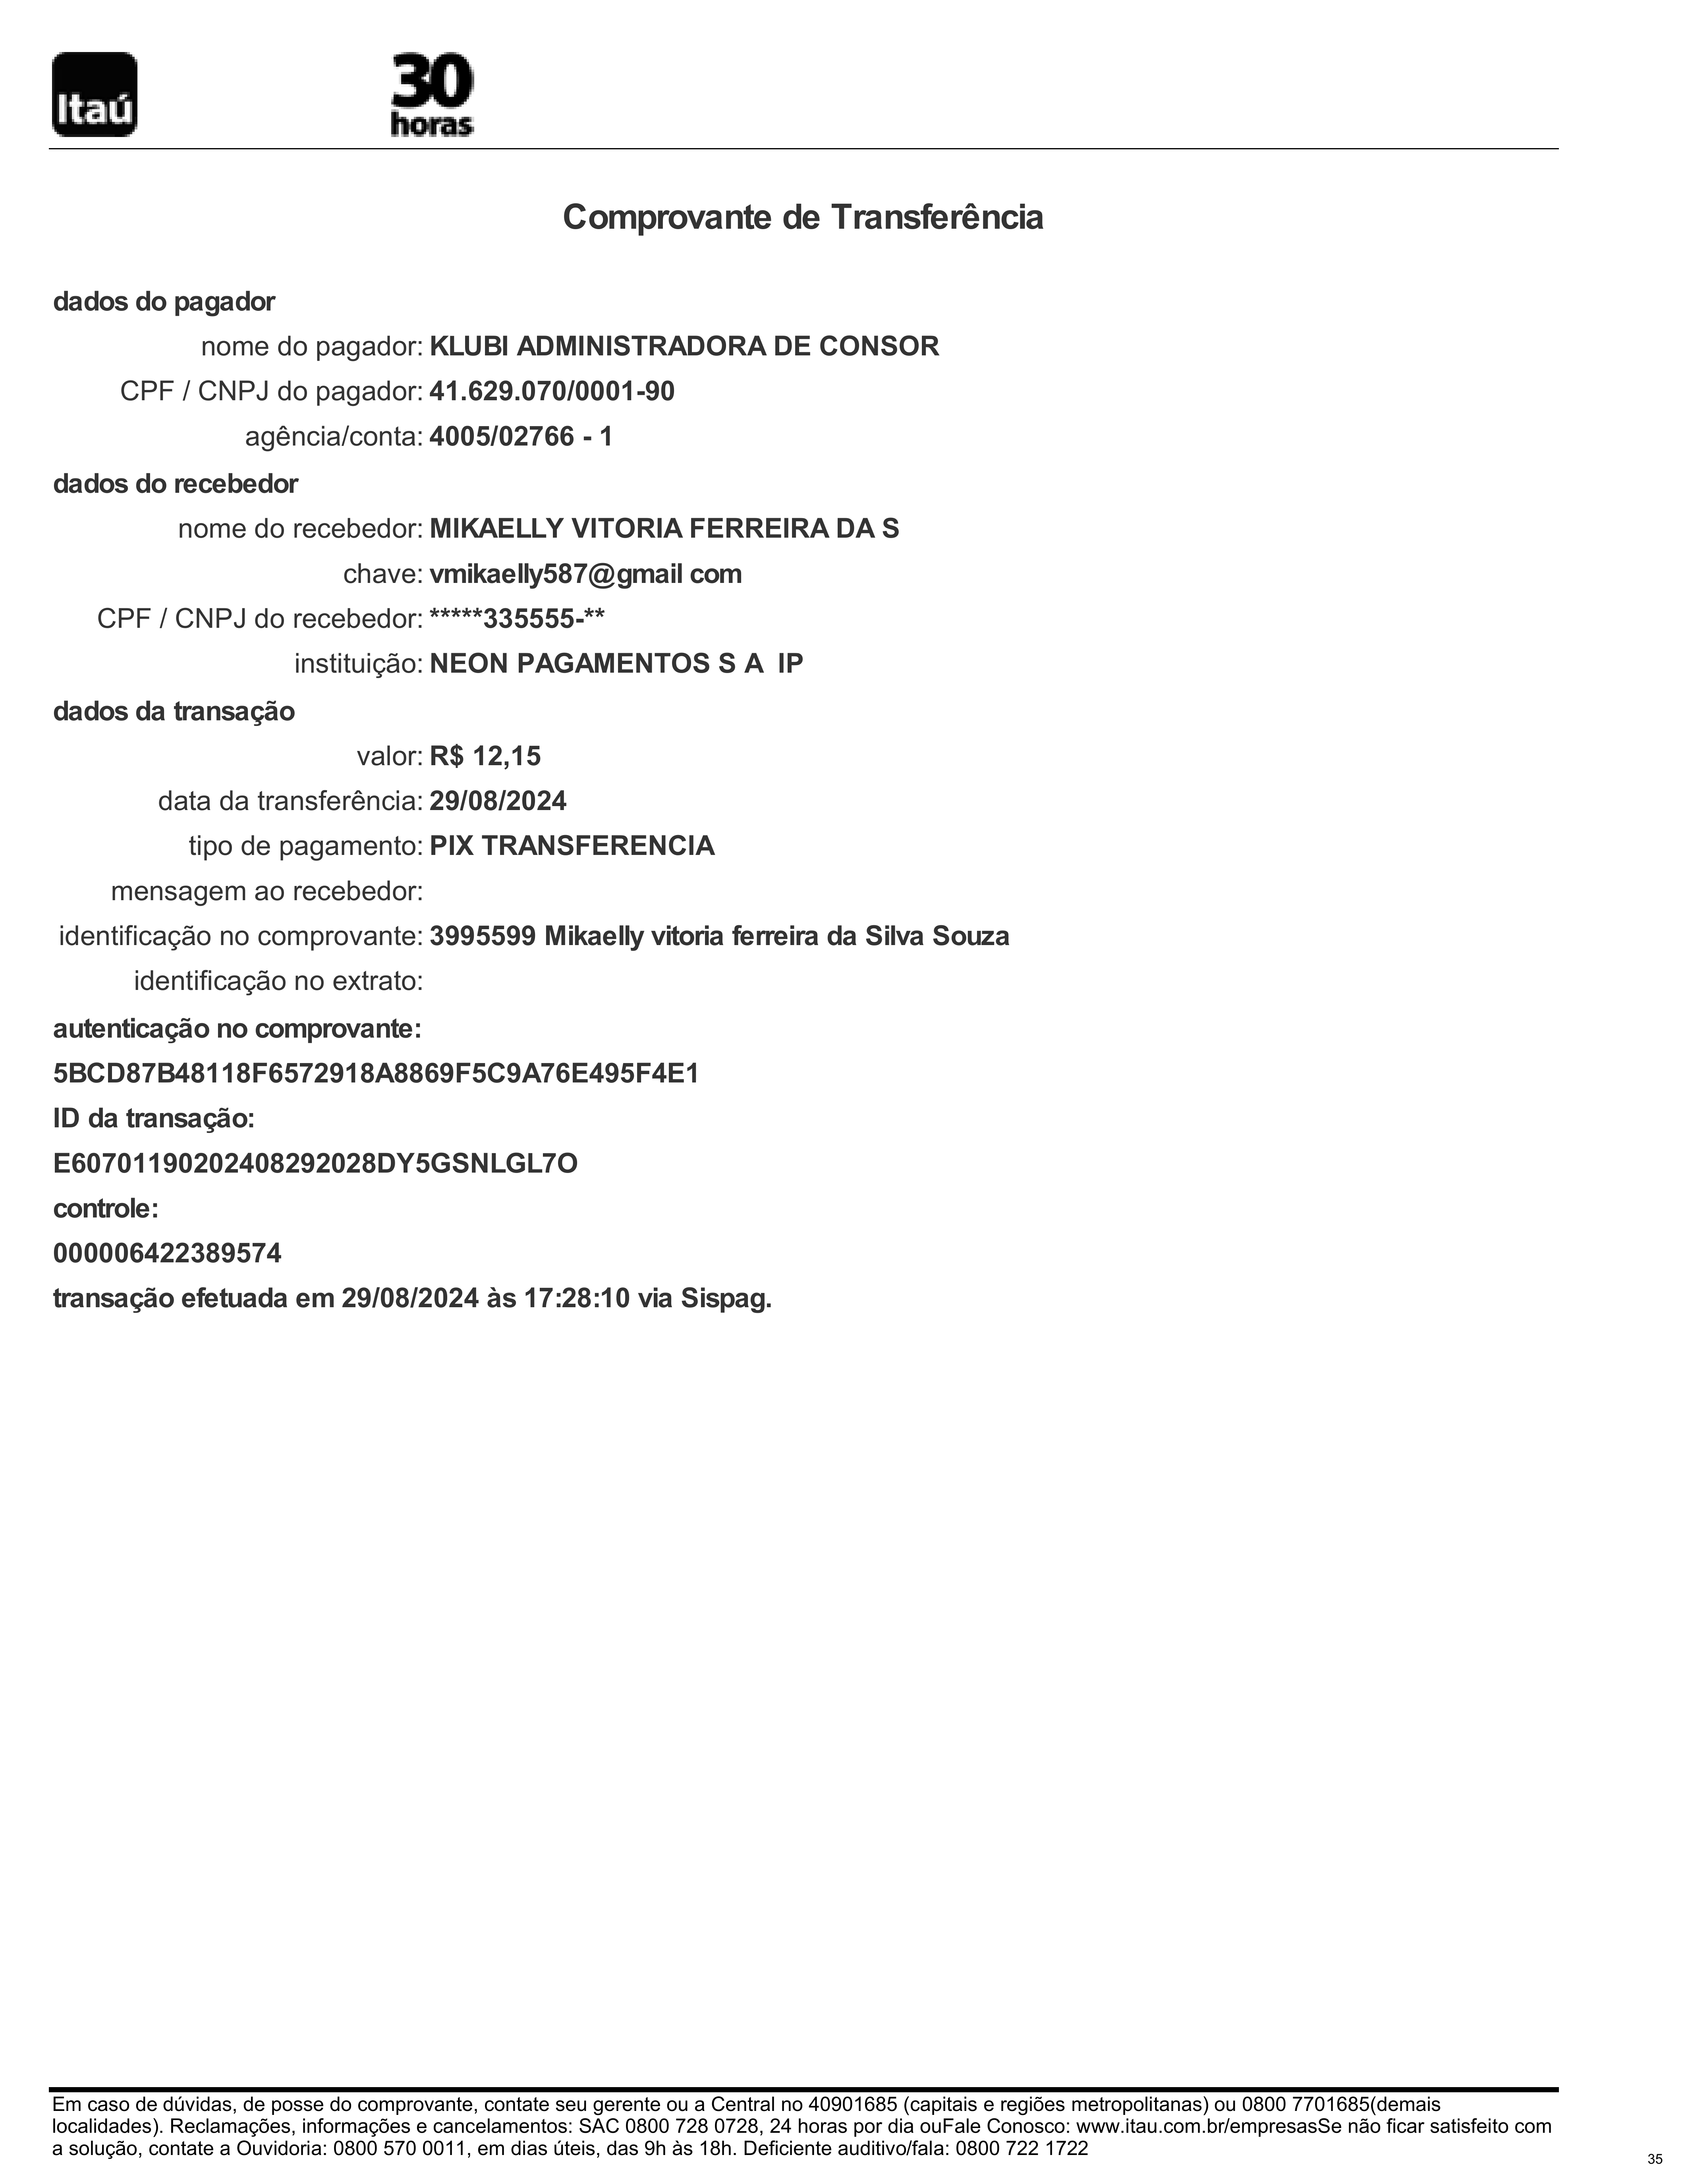 Itaú
30
horas
Comprovante de Transferência
dados do pagador
nome do pagador: KLUBI ADMINISTRADORA DE CONSOR
CPF / CNPJ do pagador: 41.629.070/0001-90
agência/conta: 4005/02766 - 1
dados do recebedor
nome do recebedor: MIKAELLY VITORIA FERREIRA DA S
chave: vmikaelly587@gmail com
CPF / CNPJ do recebedor: *****335555-**
instituição: NEON PAGAMENTOS S A  IP
dados da transação
valor: R$ 12,15
data da transferência: 29/08/2024
tipo de pagamento: PIX TRANSFERENCIA
mensagem ao recebedor:
identificação no comprovante: 3995599 Mikaelly vitoria ferreira da Silva Souza
identificação no extrato:
autenticação no comprovante:
5BCD87B48118F6572918A8869F5C9A76E495F4E1
ID da transação:
E60701190202408292028DY5GSNLGL7O
controle:
000006422389574
transação efetuada em 29/08/2024 às 17:28:10 via Sispag.
Em caso de dúvidas, de posse do comprovante, contate seu gerente ou a Central no 40901685 (capitais e regiões metropolitanas) ou 0800 7701685(demais
localidades). Reclamações, informações e cancelamentos: SAC 0800 728 0728, 24 horas por dia ouFale Conosco: www.itau.com.br/empresasSe não ficar satisfeito com
a solução, contate a Ouvidoria: 0800 570 0011, em dias úteis, das 9h às 18h. Deficiente auditivo/fala: 0800 722 1722
35